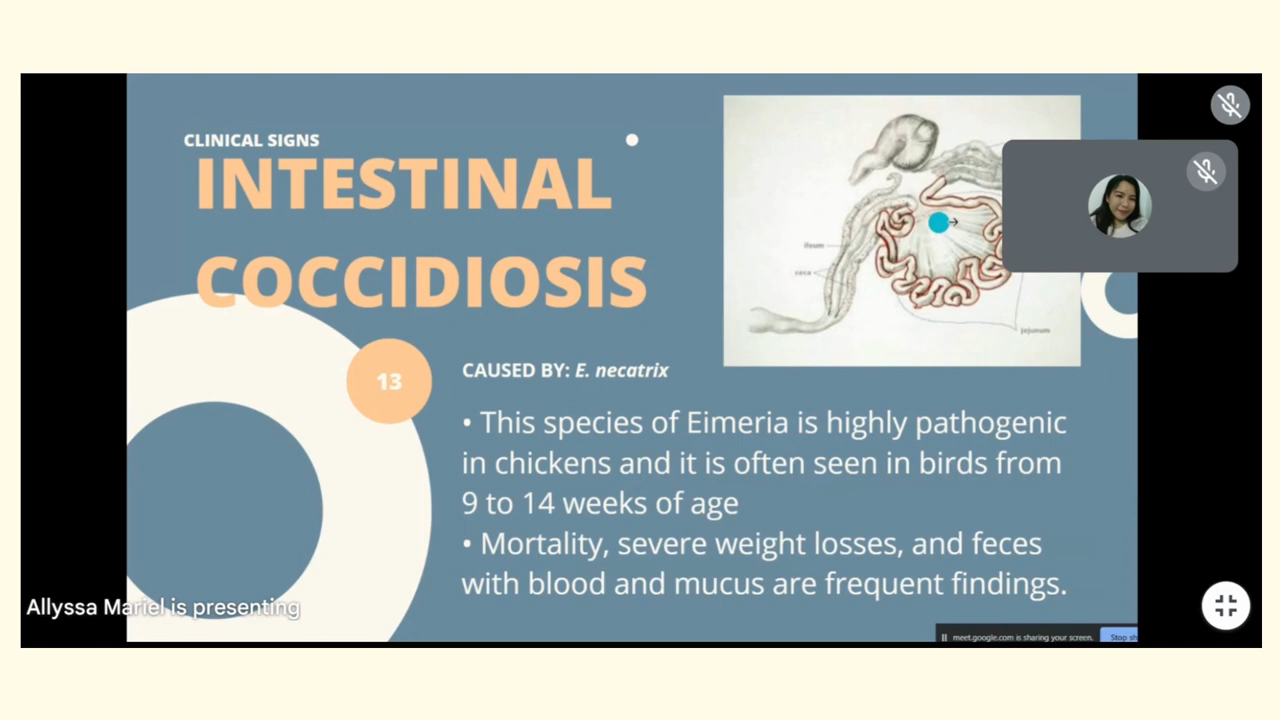 CLINICAL SIGNS
INTESTINAL
COCCIDIOSIS
ileum
ceca
jejunum
13
CAUSED BY: E. necatrix
• This species of Eimeria is highly pathogenic
in chickens and it is often seen in birds from
9 to 14 weeks of age
• Mortality, severe weight losses, and feces
with blood and mucus are frequent findings.
Allyssa Mariel is presenting
meet.google.com is sharing your screen.
Stop sh